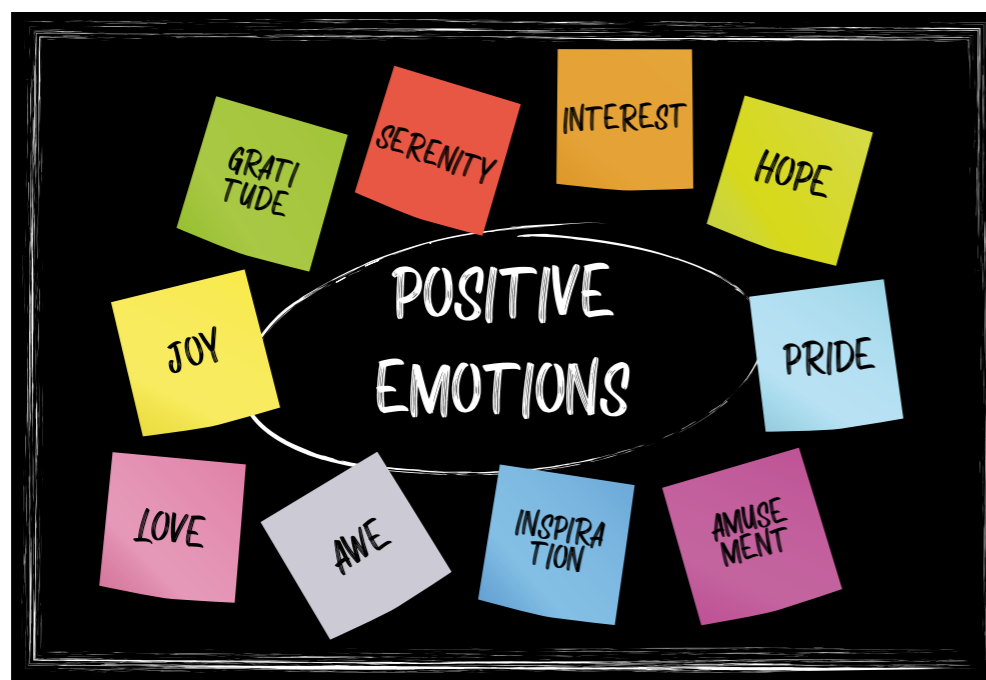 GRATI
TUDE
SERENITY
INTEREST
HOPE
POSITIVE
EMOTIONS
JOY
PRIDE
LOVE
AWE
INSPIRA
TION
AMUSE
MENT